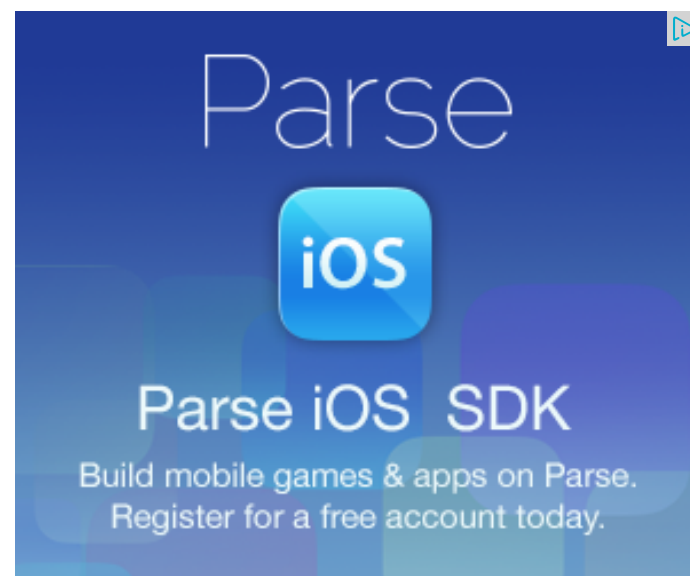 Parse
iOS
Parse iOS SDK
Build mobile games & apps on Parse.
Register for a free account today.